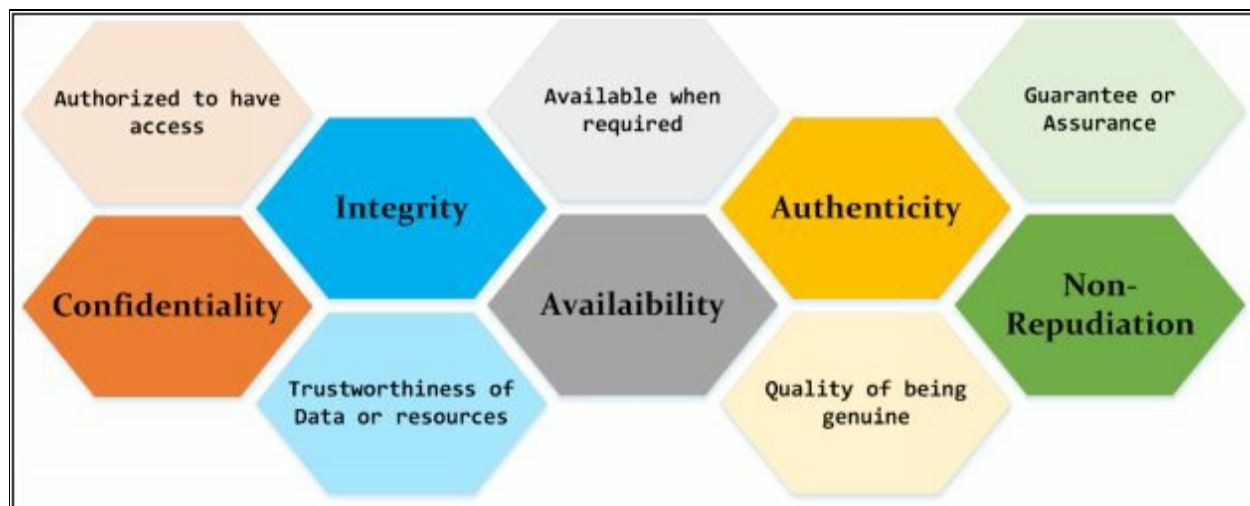 Authorized to have
access
Available when
required
Guarantee or
Assurance
Integrity
Authenticity
Confidentiality
Availaibility
Non-
Repudiation
Trustworthiness of
Data or resources
Quality of being
genuine